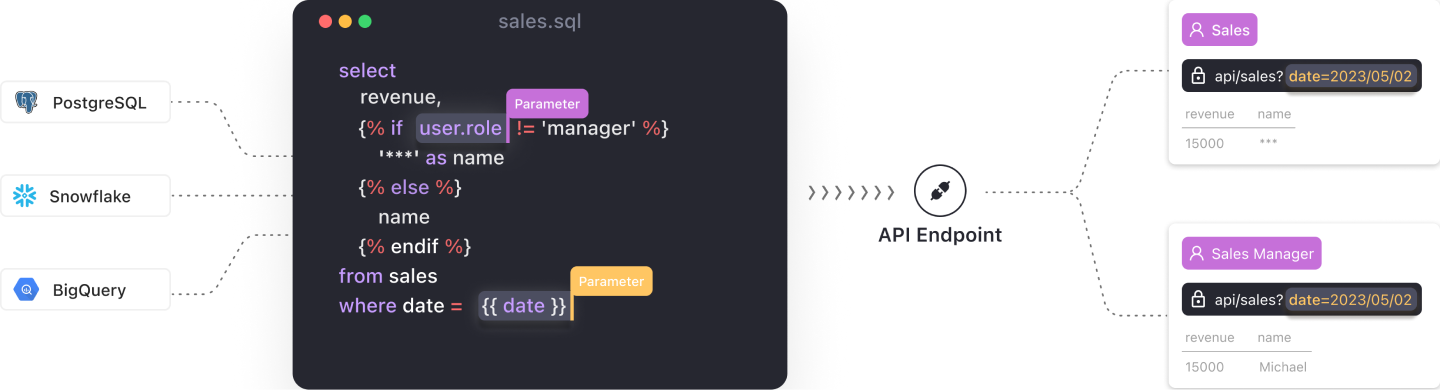 PostgreSQL
Snowflake
BigQuery
sales.sql
select
revenue,
Parameter
{% if user.role != 'manager' %}
'***' as name
{% else %}
name
{% endif %}
from sales
Parameter
where date = {{ date }}
API Endpoint
Sales
api/sales? date=2023/05/02
revenue name
15000 ***
Sales Manager
api/sales? date=2023/05/02
revenue name
15000 Michael